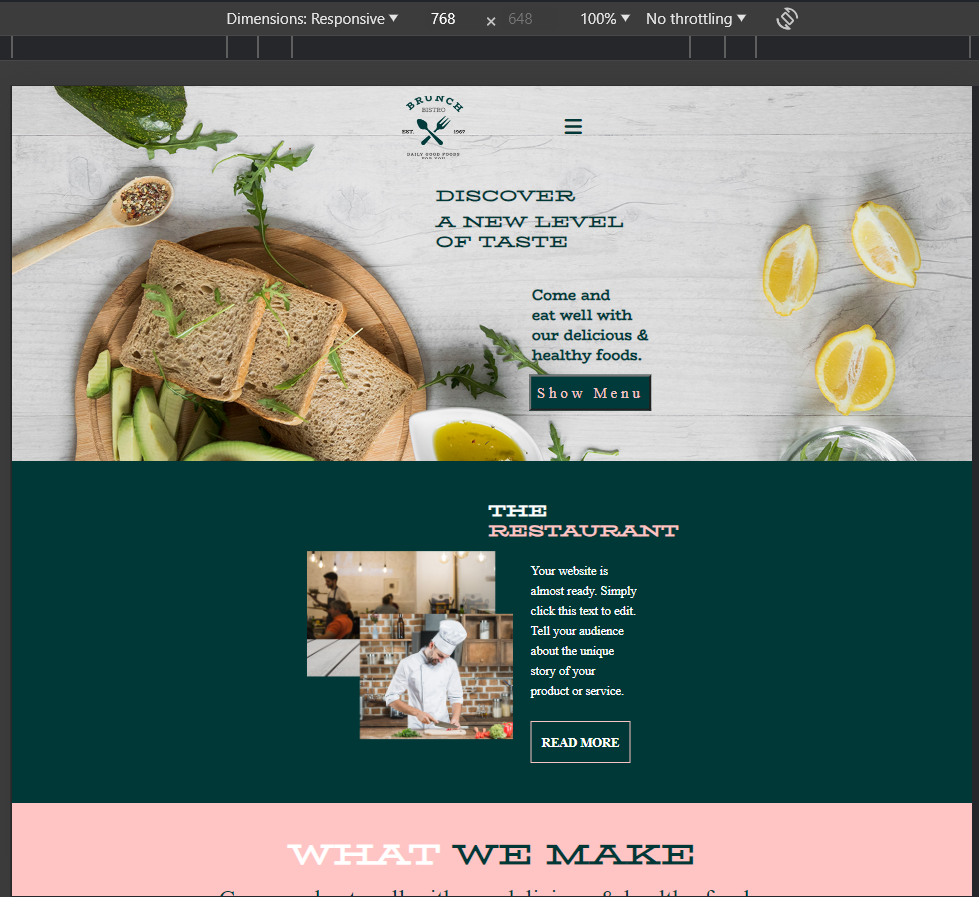 Dimensions: Responsive 768 × 648 100% No throttling
BRUNCH
BISTRO
EST. 1967
DAILY GOOD FOODS
FOR YOU
DISCOVER
A NEW LEVEL
OF TASTE
Come and
eat well with
our delicious &
healthy foods.
Show Menu
THE
RESTAURANT
Your website is
almost ready. Simply
click this text to edit.
Tell your audience
about the unique
story of your
product or service.
READ MORE
WHAT WE MAKE